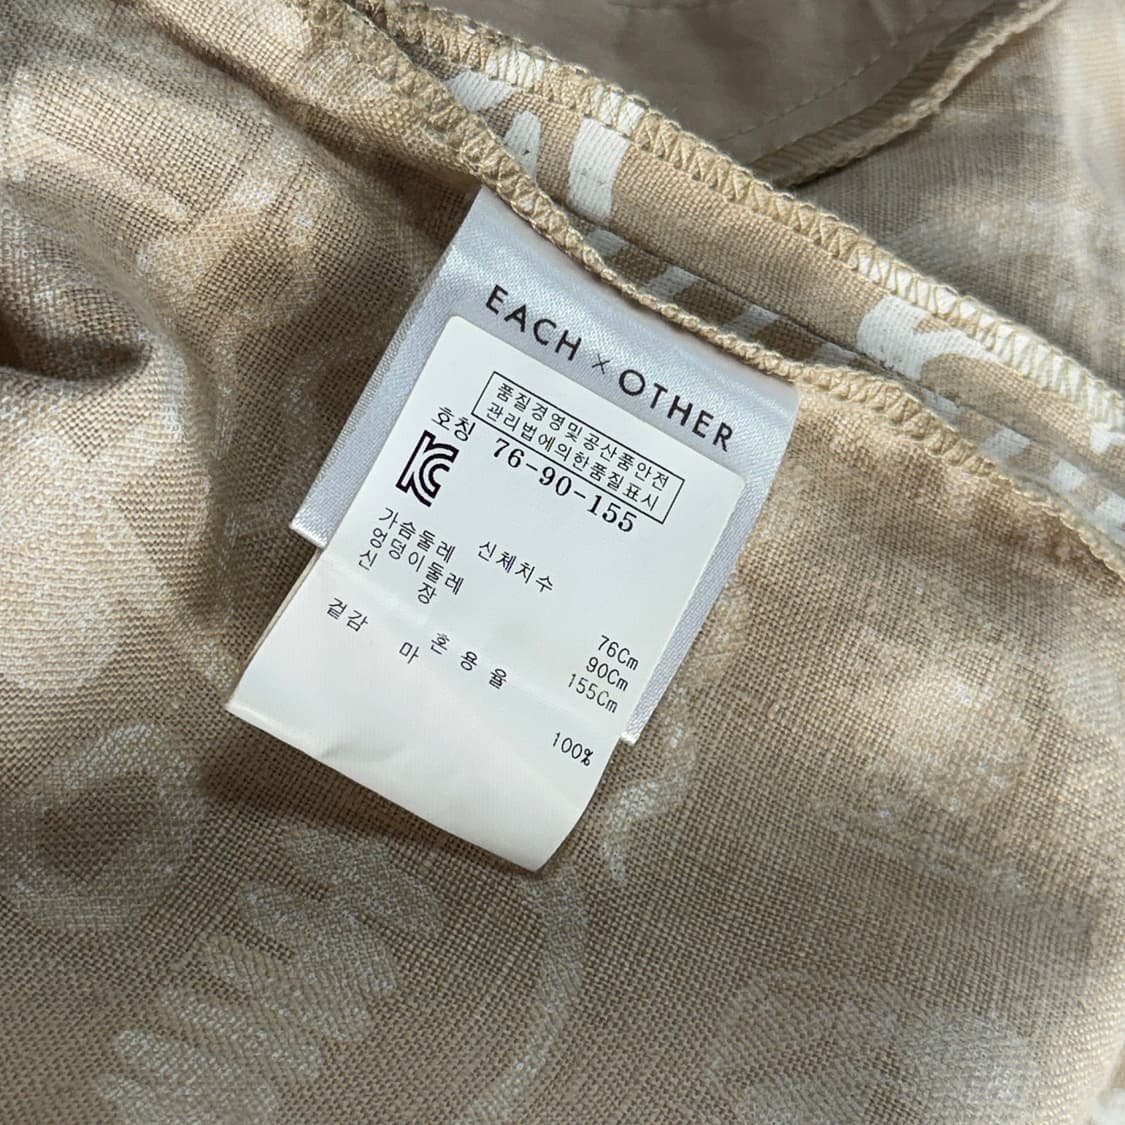 EACH × OTHER
품질경영및공산품안전
관리법에의한품질표시
호칭 76-90-155
신체치수
가슴둘레 76Cm
엉덩이둘레 90Cm
신 장 155Cm
혼 용 율
겉감 마 100%